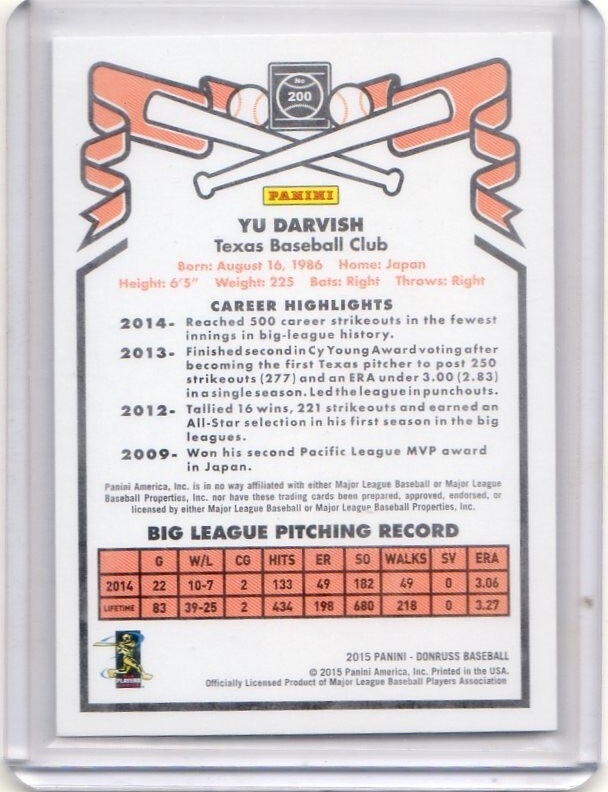 No
200
PANINI
YU DARVISH
Texas Baseball Club
Born: August 16, 1986 Home: Japan
Height: 6'5" Weight: 225 Bats: Right Throws: Right
CAREER HIGHLIGHTS
2014- Reached 500 career strikeouts in the fewest
innings in big-league history.
2013- Finished second in Cy Young Award voting after
becoming the first Texas pitcher to post 250
strikeouts (277) and an ERA under 3.00 (2.83)
in a single season. Led the league in punchouts.
2012- Tallied 16 wins, 221 strikeouts and earned an
All-Star selection in his first season in the big
leagues.
2009- Won his second Pacific League MVP award
in Japan.
Panini America, Inc. is in no way affiliated with either Major League Baseball or Major League
Baseball Properties, Inc. nor have these trading cards been prepared, approved, endorsed, or
licensed by either Major League Baseball or Major League Baseball Properties, Inc.
BIG LEAGUE PITCHING RECORD
G W/L CG HITS ER SO WALKS SV ERA
2014 22 10-7 2 133 49 182 49 0 3.06
LIFETIME 83 39-25 2 434 198 680 218 0 3.27
PLAYERS
2015 PANINI - DONRUSS BASEBALL
© 2015 Panini America, Inc. Printed in the USA.
Officially Licensed Product of Major League Baseball Players Association